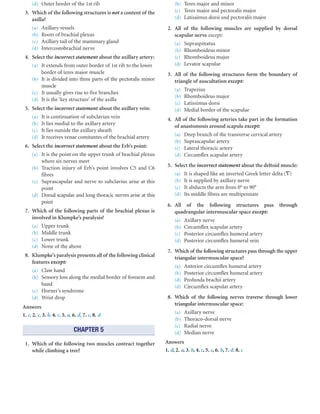 (d) Outer border of the 1st rib
3. Which of the following structures is not a content of the
axilla?
(a) Axillary vessels
(b) Roots of brachial plexus
(c) Axillary tail of the mammary gland
(d) Intercostobrachial nerve
4. Select the incorrect statement about the axillary artery:
(a) It extends from outer border of 1st rib to the lower
border of teres major muscle
(b) It is divided into three parts of the pectoralis minor
muscle
(c) It usually gives rise to five branches
(d) It is the 'key structure' of the axilla
5. Select the incorrect statement about the axillary vein:
(a) It is continuation of subclavian vein
(b) It lies medial to the axillary artery
(c) It lies outside the axillary sheath
(d) It receives venae comitantes of the brachial artery
6. Select the incorrect statement about the Erb's point:
(a) It is the point on the upper trunk of brachial plexus
where six nerves meet
(b) Traction injury of Erb's point involves C5 and C6
fibres
(c) Suprascapular and nerve to subclavius arise at this
point
(d) Dorsal scapular and long thoracic nerves arise at this
point
7. Which of the following parts of the brachial plexus is
involved in Klumpke's paralysis?
(a) Upper trunk
(b) Middle trunk
(c) Lower trunk
(d) None of the above
8. Klumpke's paralysis presents all of the following clinical
features except:
(a) Claw hand
(b) Sensory loss along the medial border of forearm and
hand
(c) Horner's syndrome
(d) Wrist drop
Answers
CHAPTER 5
1. Which of the following two muscles contract together
while climbing a tree?
(b) Teres major and minor
(c) Teres major and pectoralis major
(d) Latissimus dorsi and pectoralis major
2. All of the following muscles are supplied by dorsal
scapular nerve except:
(a) Supraspinatus
(b) Rhomboideus minor
(c) Rhomboideus major
(d) Levator scapulae
3. All of the following structures form the boundary of
triangle of auscultation except:
(a) Trapezius
(b) Rhomboideus major
(c) Latissimus dorsi
(d) Medial border of the scapulae
4. All of the following arteries take part in the formation
of anastomosis around scapula except:
(a) Deep branch of the transverse cervical artery
(b) Suprascapular artery
(c) Lateral thoracic artery
(d) Circumflex scapular artery
5. Select the incorrect statement about the deltoid muscle:
(a) It is shaped like an inverted Greek letter delta (∇)
(b) It is supplied by axillary nerve
(c) It abducts the arm from 0° to 90°
(d) Its middle fibres are multipennate
6. All of the following structures pass through
quadrangular intermuscular space except:
(a) Axillary nerve
(b) Circumflex scapular artery
(c) Posterior circumflex humeral artery
(d) Posterior circumflex humeral vein
7. Which of the following structures pass through the upper
triangular intermuscular space?
(a) Anterior circumflex humeral artery
(b) Posterior circumflex humeral artery
(c) Profunda brachii artery
(d) Circumflex scapular artery
8. Which of the following nerves traverse through lower
triangular intermuscular space:
(a) Axillary nerve
(b) Thoraco-dorsal nerve
(c) Radial nerve
(d) Median nerve
Answers